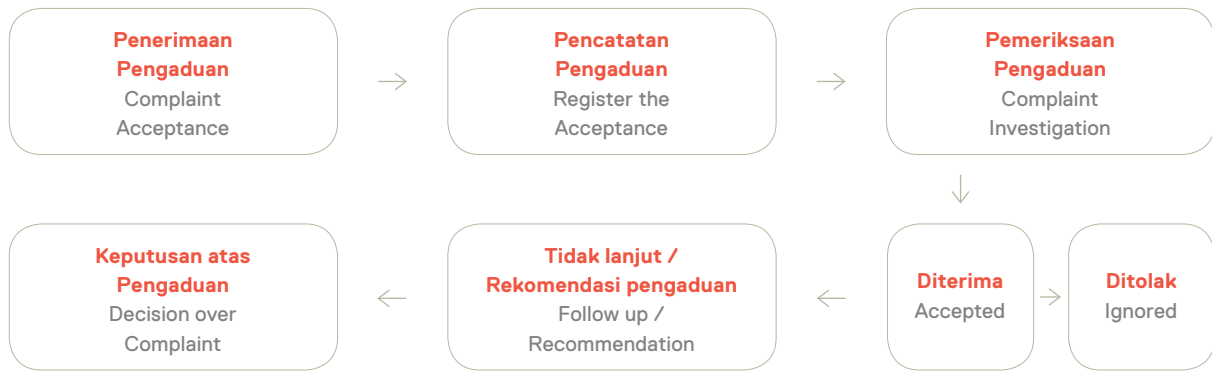 Penerimaan
Pengaduan
Complaint
Acceptance
Pencatatan
Pengaduan
Register the
Acceptance
Pemeriksaan
Pengaduan
Complaint
Investigation
Diterima
Accepted
Ditolak
Ignored
Tidak lanjut /
Rekomendasi pengaduan
Follow up /
Recommendation
Keputusan atas
Pengaduan
Decision over
Complaint